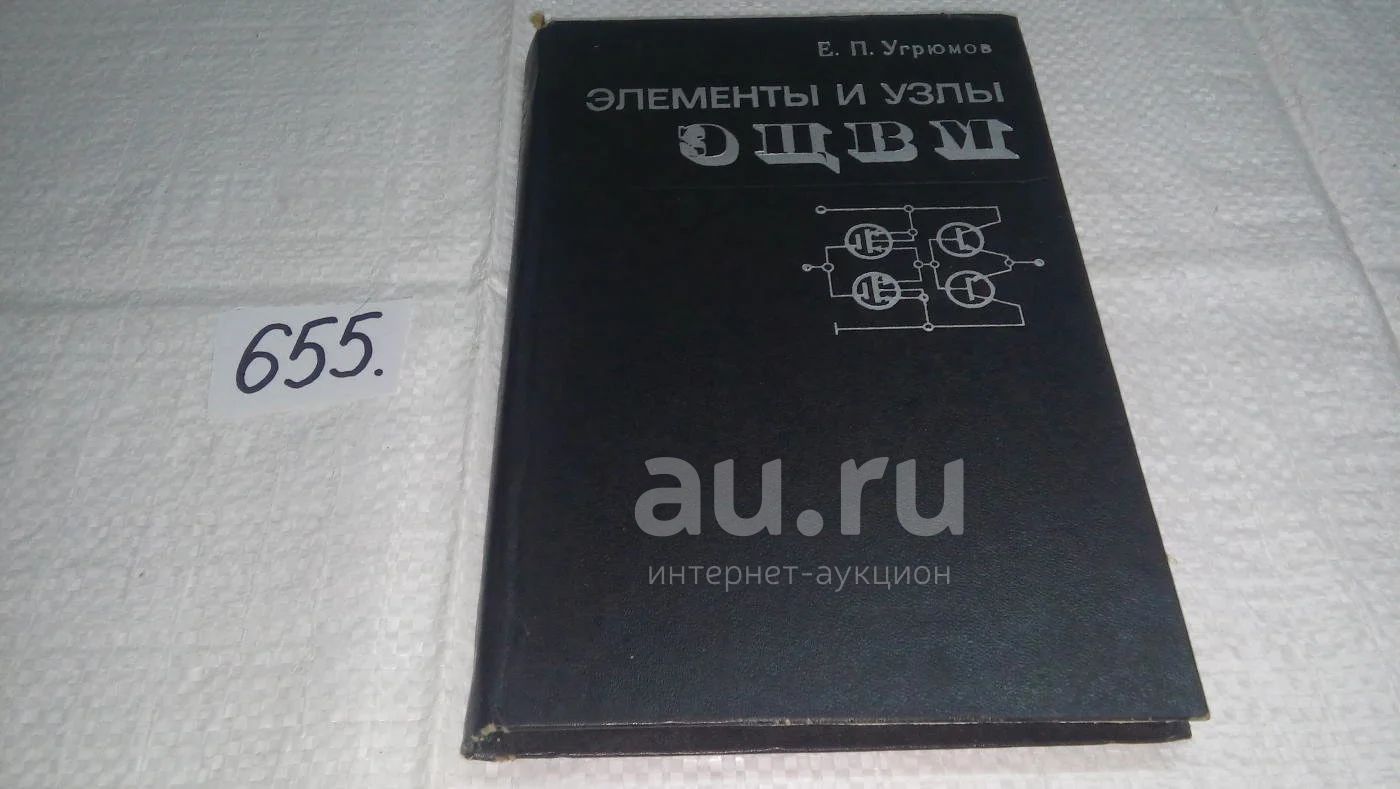 Е. П. Угрюмов
ЭЛЕМЕНТЫ И УЗЛЫ
ЭЦВМ
655.
au.ru
интернет-аукцион